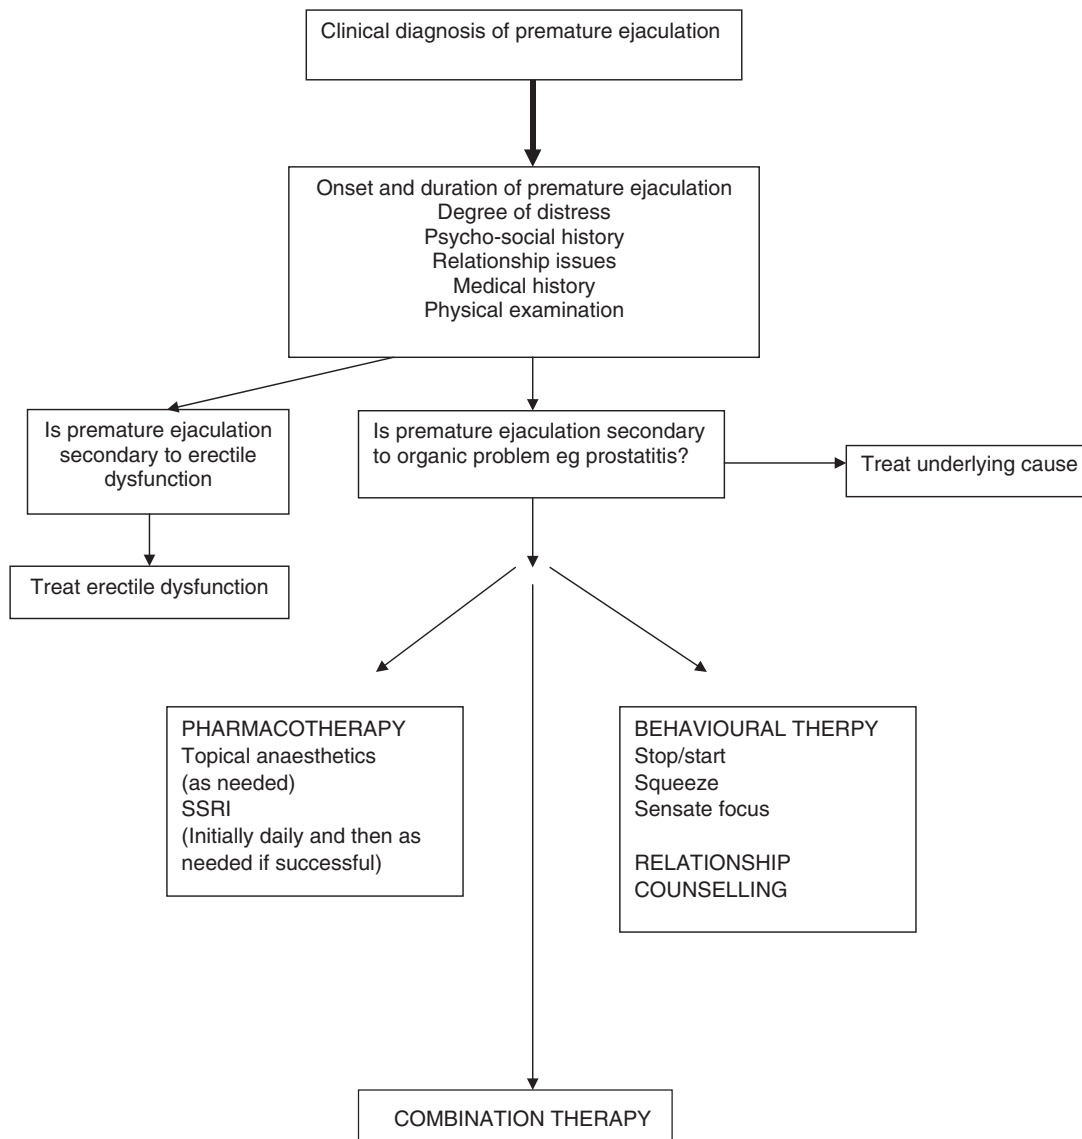 Clinical diagnosis of premature ejaculation
Onset and duration of premature ejaculation
Degree of distress
Psycho-social history
Relationship issues
Medical history
Physical examination
Is premature ejaculation
secondary to erectile
dysfunction
Is premature ejaculation secondary
to organic problem eg prostatitis?
Treat underlying cause
Treat erectile dysfunction
PHARMACOTHERAPY
Topical anaesthetics
(as needed)
SSRI
(Initially daily and then as
needed if successful)
BEHAVIOURAL THERPY
Stop/start
Squeeze
Sensate focus
RELATIONSHIP
COUNSELLING
COMBINATION THERAPY